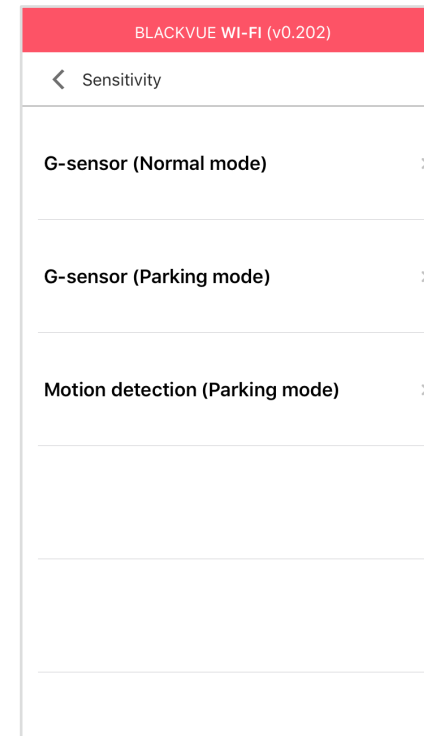 BLACKVUE WI-FI (v0.202)
Sensitivity
G-sensor (Normal mode)
G-sensor (Parking mode)
Motion detection (Parking mode)